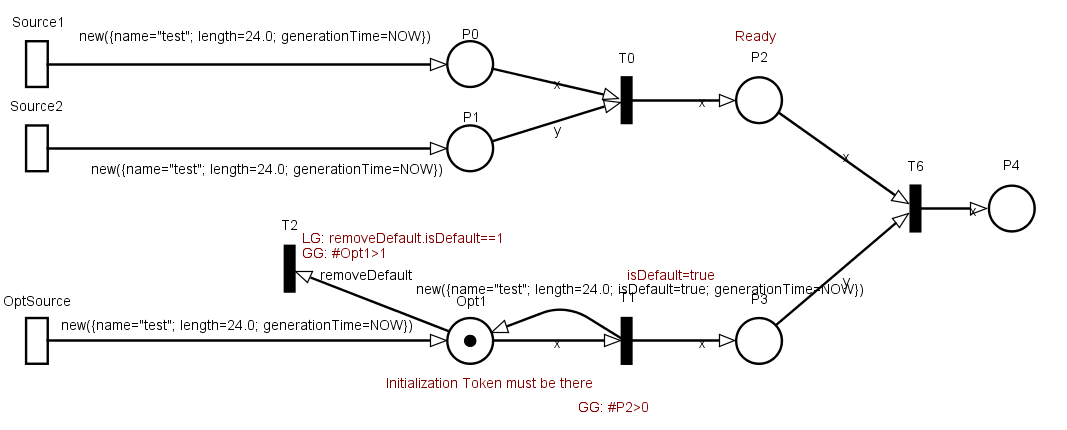 Source1
new({name="test"; length=24.0; generationTime=NOW})
P0
Ready
P2
T0
x
x
Source2
P1
y
new({name="test"; length=24.0; generationTime=NOW})
x
T6
P4
x
T2
LG: removeDefault.isDefault==1
GG: #Opt1>1
removeDefault
isDefault=true
new({name="test"; length=24.0; isDefault=true; generationTime=NOW})
y
OptSource
Opt1
T1
P3
new({name="test"; length=24.0; generationTime=NOW})
x
x
Initialization Token must be there
GG: #P2>0